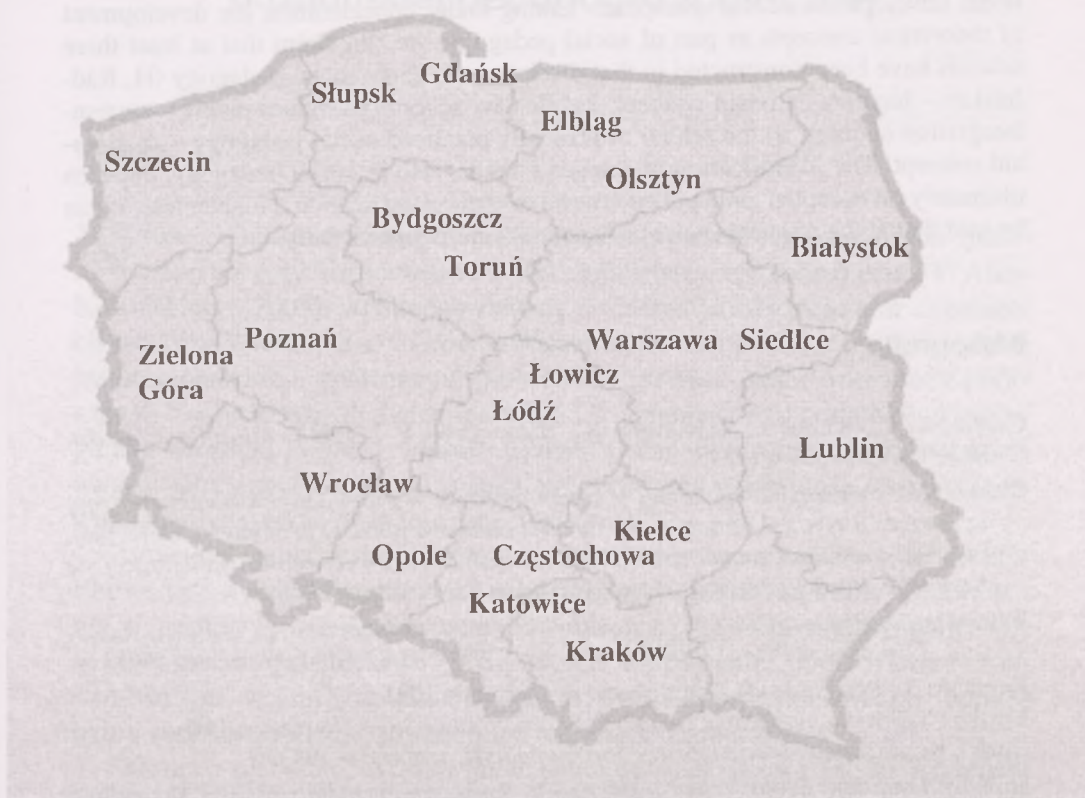 Gdańsk
Słupsk
Elbląg
Szczecin
Olsztyn
Bydgoszcz
Białystok
Toruń
Poznań
Warszawa Siedlce
Zielona
Góra
Łowicz
Łódź
Lublin
Wrocław
Kielce
Opole Częstochowa
Katowice
Kraków